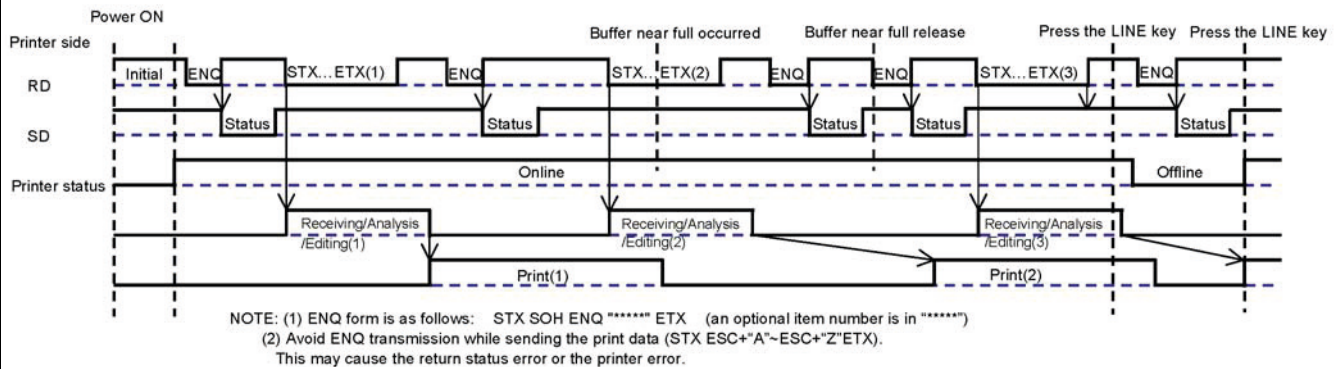 Power ON
Buffer near full occurred Buffer near full release Press the LINE key Press the LINE key
Printer side
Initial ENQ STX...ETX(1) ENQ STX...ETX(2) ENQ ENQ STX...ETX(3) ENQ
RD
Status Status Status Status Status
SD
Online Offline
Printer status
Receiving/Analysis Receiving/Analysis Receiving/Analysis
/Editing(1) /Editing(2) /Editing(3)
Print(1) Print(2)
NOTE: (1) ENQ form is as follows: STX SOH ENQ "*****" ETX (an optional item number is in "*****")
(2) Avoid ENQ transmission while sending the print data (STX ESC+"A"~ESC+"Z"ETX).
This may cause the return status error or the printer error.